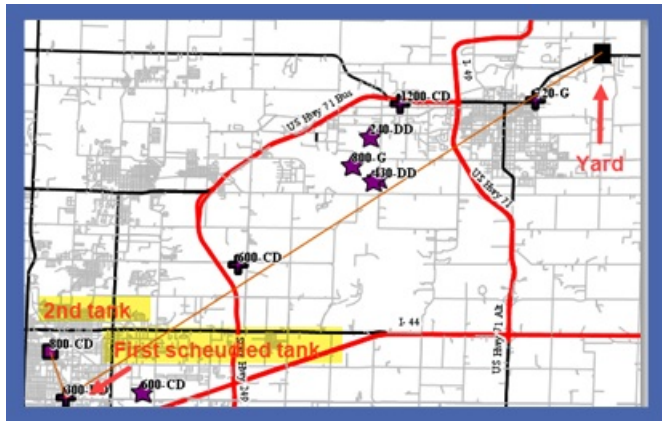 I- 49
1200-CD
720-G
US Hwy 71 Bus
240-DD
Yard
800-G
430-DD
US Hwy 71
600-CD
2nd tank
I- 44
800-CD
First scheudled tank
US Hwy 71 Alt
600-CD